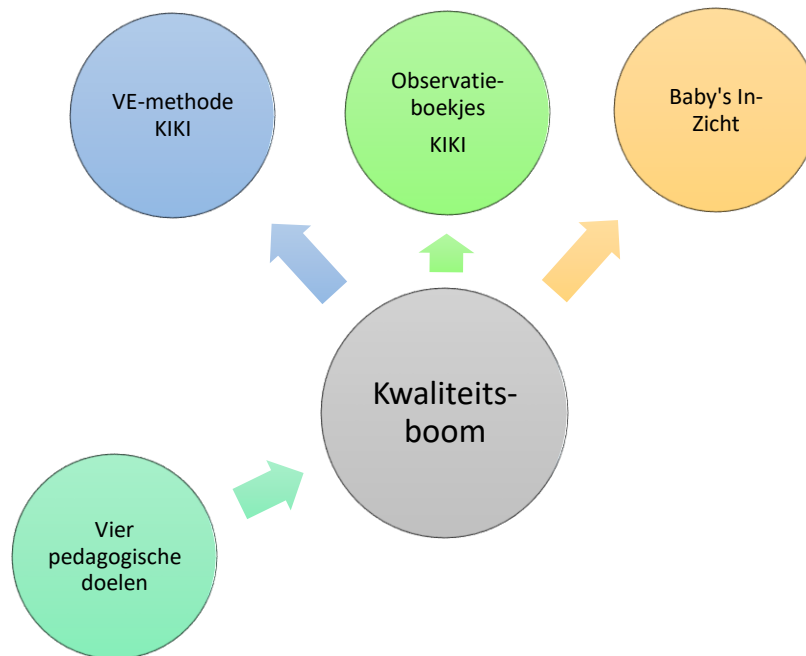 VE-methode
KIKI
Observatie-
boekjes
KIKI
Baby's In-
Zicht
Kwaliteits-
boom
Vier
pedagogische
doelen